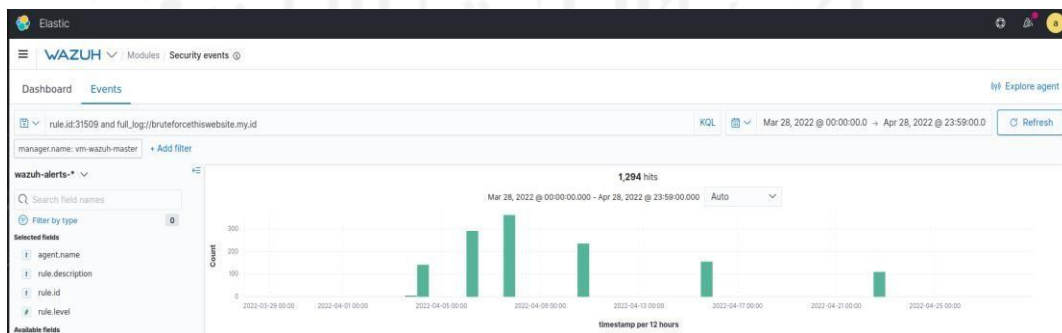 Elastic
a
WAZUH / Modules / Security events
Dashboard Events
Explore agent
rule.id:31509 and full_log://bruteforcethiswebsite.my.id KQL Mar 28, 2022 @ 00:00:00.0 → Apr 28, 2022 @ 23:59:00.0 Refresh
manager.name: vm-wazuh-master + Add filter
wazuh-alerts-*
1,294 hits
Search field names
Mar 28, 2022 @ 00:00:00.000 - Apr 28, 2022 @ 23:59:00.000 Auto
Filter by type 0
Selected fields
t agent.name
t rule.description
t rule.id
# rule.level
Available fields
Count
300
200
100
0
2022-03-29 00:00 2022-04-01 00:00 2022-04-05 00:00 2022-04-09 00:00 2022-04-13 00:00 2022-04-17 00:00 2022-04-21 00:00 2022-04-25 00:00
timestamp per 12 hours